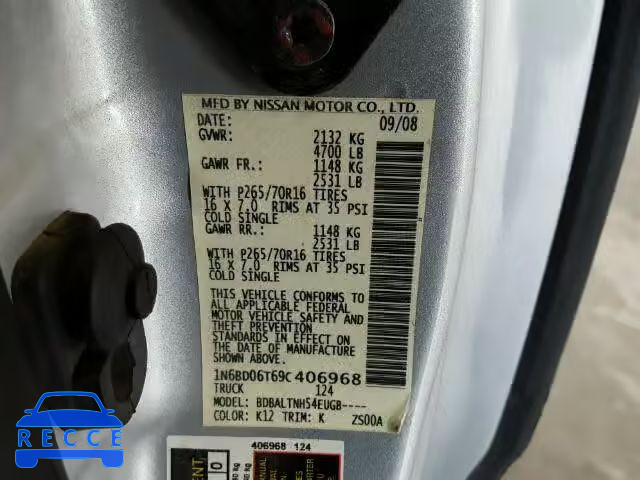 MFD BY NISSAN MOTOR CO., LTD.
DATE: 09/08
GVWR: 2132 KG
4700 LB
GAWR FR.: 1148 KG
2531 LB
WITH P265/70R16 TIRES
16 X 7.0 RIMS AT 35 PSI
COLD SINGLE
GAWR RR.: 1148 KG
2531 LB
WITH P265/70R16 TIRES
16 X 7.0 RIMS AT 35 PSI
COLD SINGLE
THIS VEHICLE CONFORMS TO
ALL APPLICABLE FEDERAL
MOTOR VEHICLE SAFETY AND
THEFT PREVENTION
STANDARDS IN EFFECT ON THE
DATE OF MANUFACTURE
SHOWN ABOVE.
1N6BD06T69C406968
TRUCK 124
MODEL: BDBALTNHS4EUGB----
COLOR: K12 TRIM: K ZS00A
406968 124
AUTO
AUCTION
HISTORY